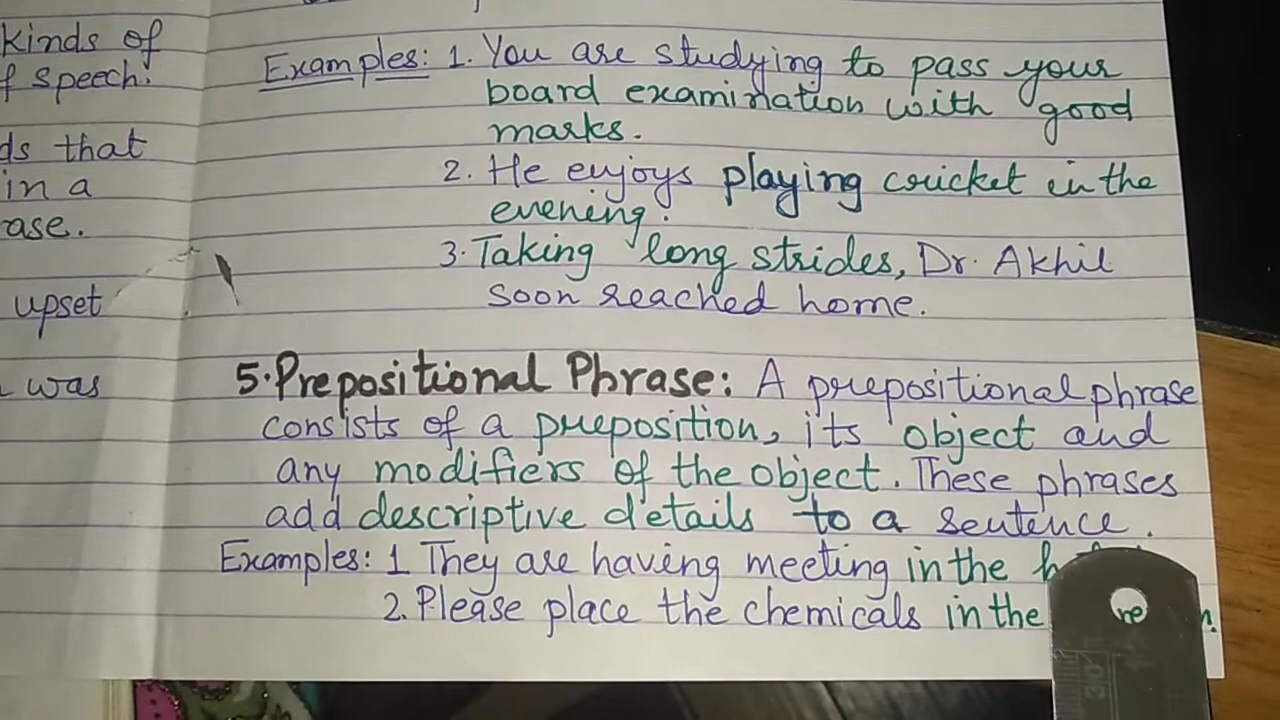 kinds of
f speech.
ds that
in a
ase.
upset
was
Examples: 1. You are studying to pass your
board examination with good
marks.
2. He enjoys playing cricket in the
evening.
3. Taking long strides, Dr. Akhil
soon reached home.
5. Prepositional Phrase: A prepositional phrase
consists of a preposition, its object and
any modifiers of the object. These phrases
add descriptive details to a sentence.
Examples: 1 They are having meeting in the
2. Please place the chemicals in the
30